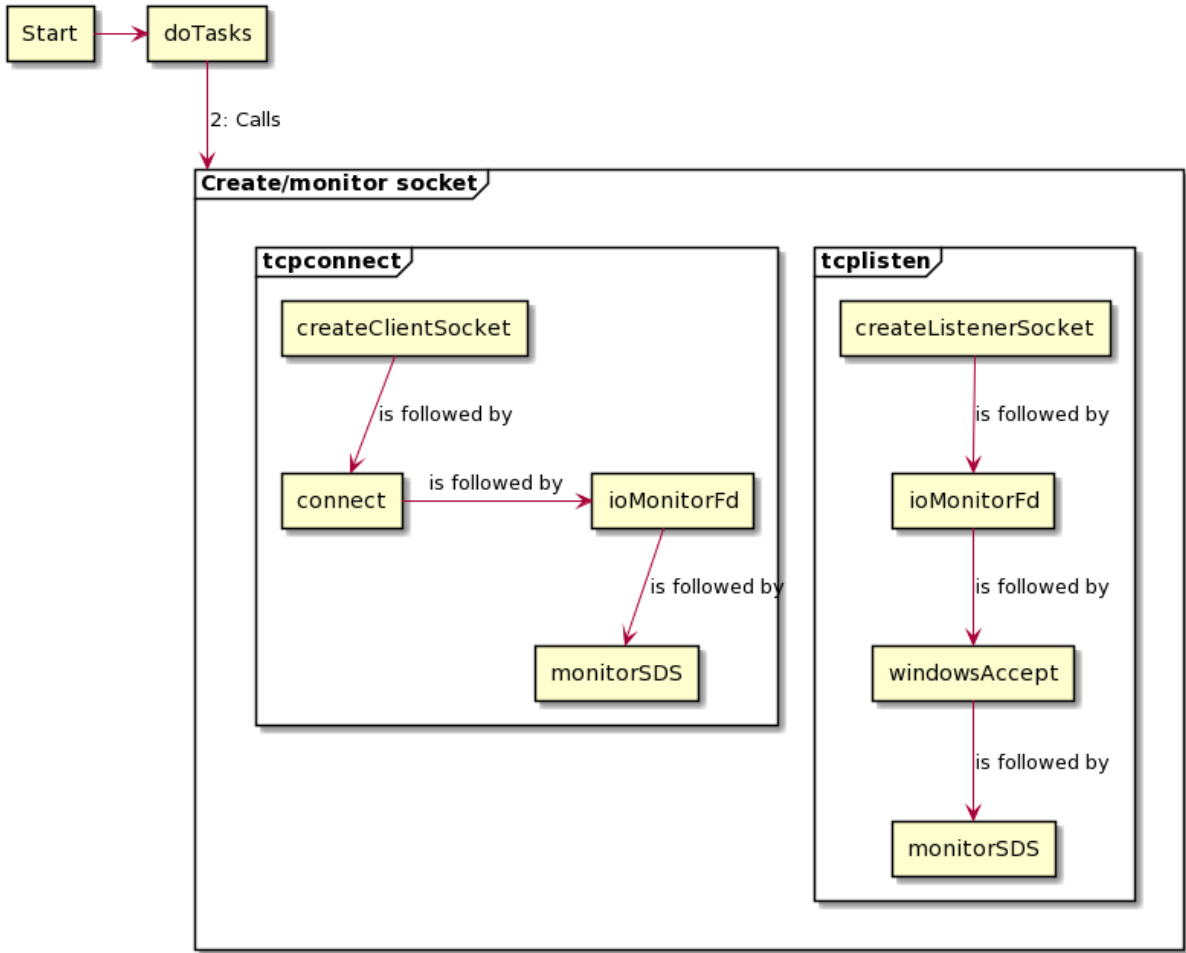 Start
doTasks
2: Calls
Create/monitor socket
tcpconnect
tcplisten
createClientSocket
createListenerSocket
is followed by
is followed by
connect
is followed by
ioMonitorFd
ioMonitorFd
is followed by
is followed by
monitorSDS
windowsAccept
is followed by
monitorSDS